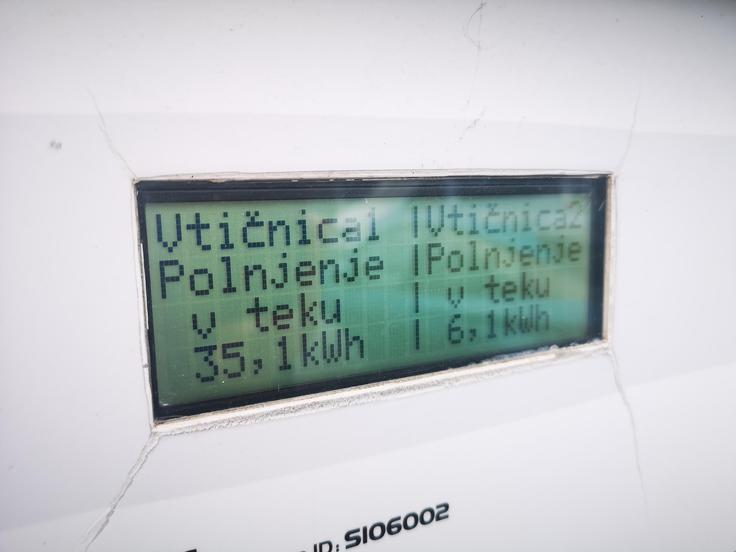 Vtičnica1 |Vtičnica2
Polnjenje |Polnjenje
v teku | v teku
35,1kWh | 6,1kWh
ID: SI06002